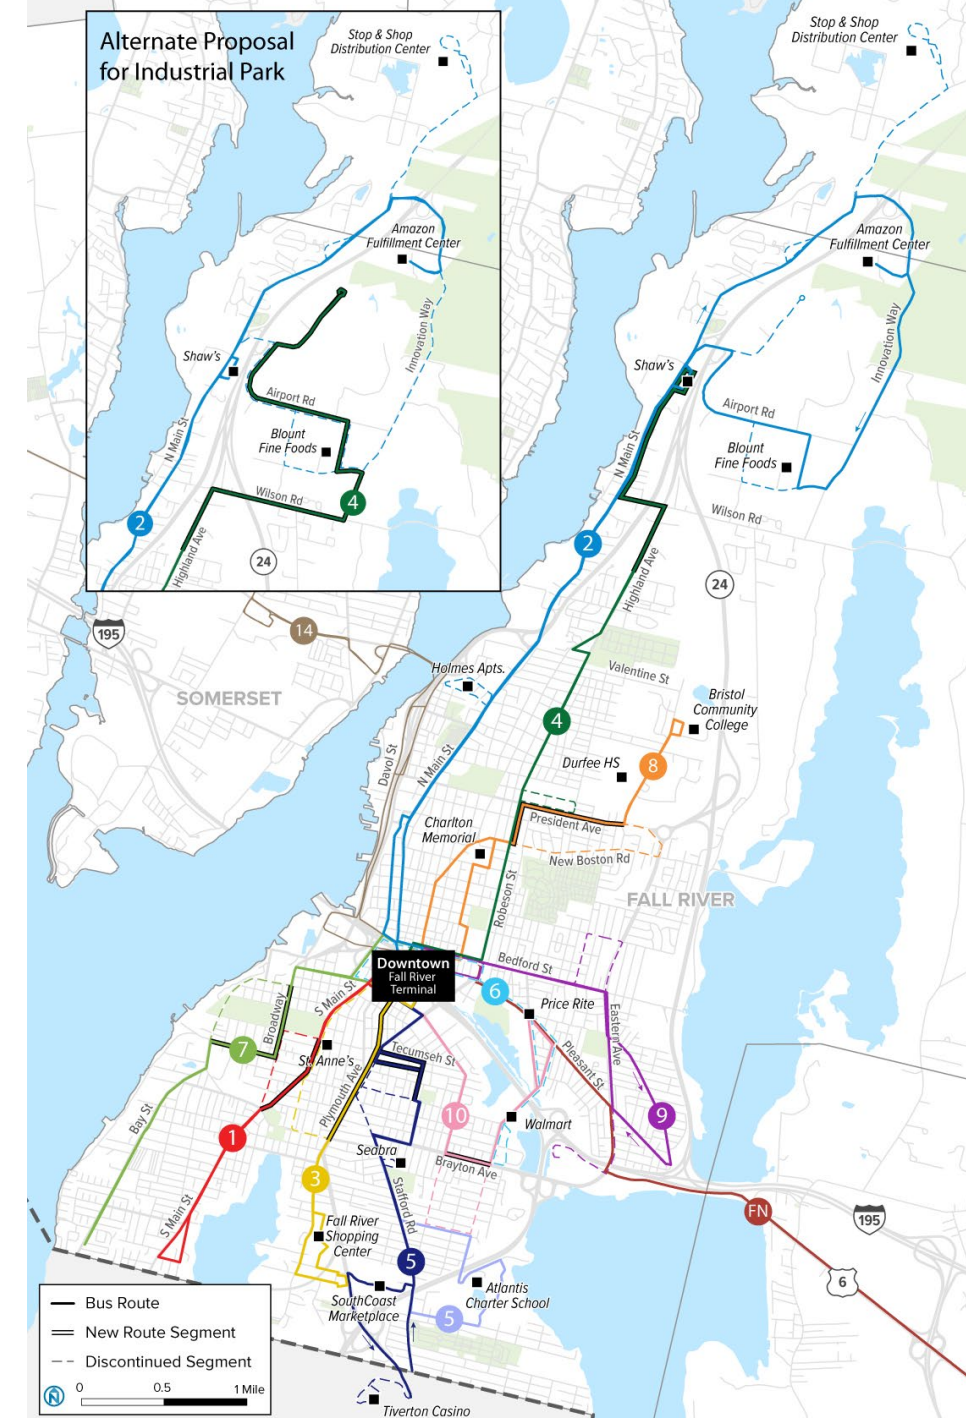 Alternate Proposal
for Industrial Park
Stop & Shop
Distribution Center
Amazon
Fulfillment Center
Innovation Way
Shaw's
Airport Rd
N Main St
Blount
Fine Foods
Wilson Rd
4
2
Highland Ave
24
Stop & Shop
Distribution Center
Amazon
Fulfillment Center
Innovation Way
Shaw's
Airport Rd
N Main St
Blount
Fine Foods
Wilson Rd
2
Highland Ave
24
195
14
SOMERSET
Holmes Apts.
Valentine St
Bristol
Community
College
4
Davol St
N Main St
Durfee HS
8
Charlton
Memorial
President Ave
New Boston Rd
Robeson St
FALL RIVER
Downtown
Fall River
Terminal
Bedford St
6
Price Rite
S Main St
Broadway
Eastern Ave
7
St. Anne's
Tecumseh St
Pleasant St
Plymouth Ave
Bay St
10
9
1
Walmart
Seabra
Brayton Ave
3
S Main St
Stafford Rd
FN
195
Fall River
Shopping
Center
5
6
SouthCoast
Marketplace
Atlantis
Charter School
5
Bus Route
New Route Segment
Discontinued Segment
N
0
0.5
1 Mile
Tiverton Casino